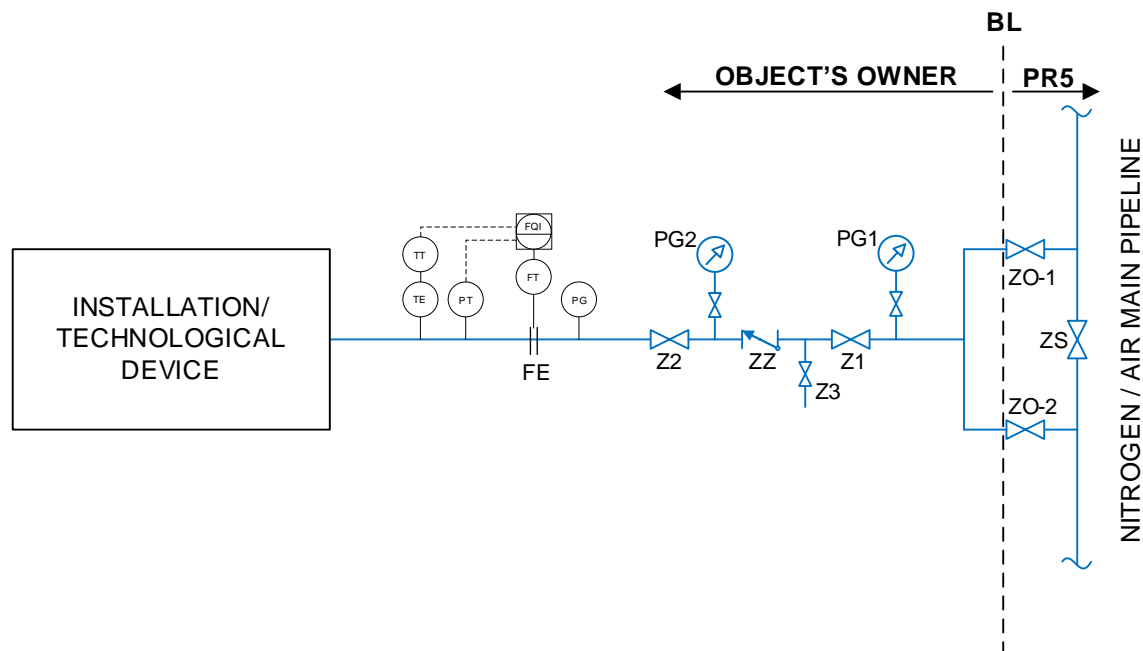 BL
OBJECT'S OWNER
PR5
NITROGEN / AIR MAIN PIPELINE
FQI
PG2
PG1
TT
FT
ZO-1
TE
PT
PG
INSTALLATION/
TECHNOLOGICAL
DEVICE
ZS
FE
Z2
ZZ
Z1
Z3
ZO-2